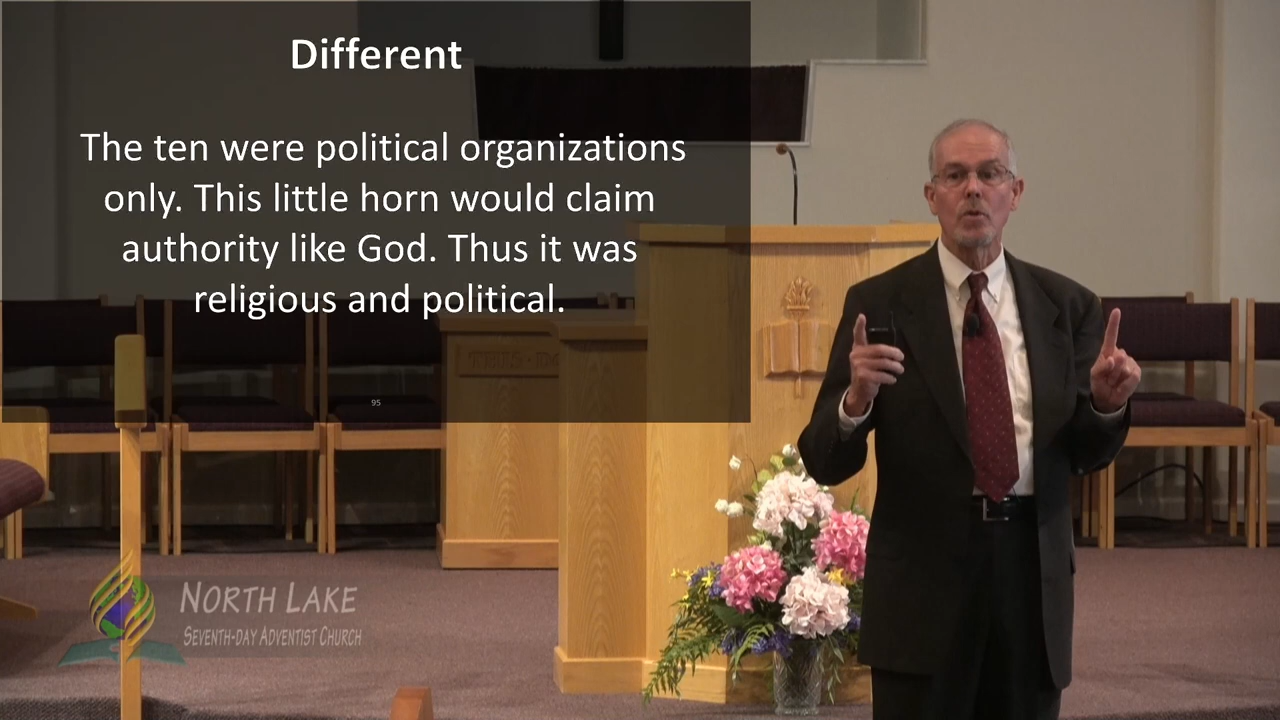 Different
The ten were political organizations
only. This little horn would claim
authority like God. Thus it was
religious and political.
95
NORTH LAKE
SEVENTH-DAY ADVENTIST CHURCH